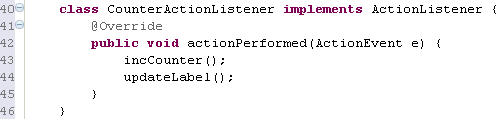 40 class CounterActionListener implements ActionListener {
41 @Override
42 public void actionPerformed(ActionEvent e) {
43 incCounter();
44 updateLabel();
45 }
46 }